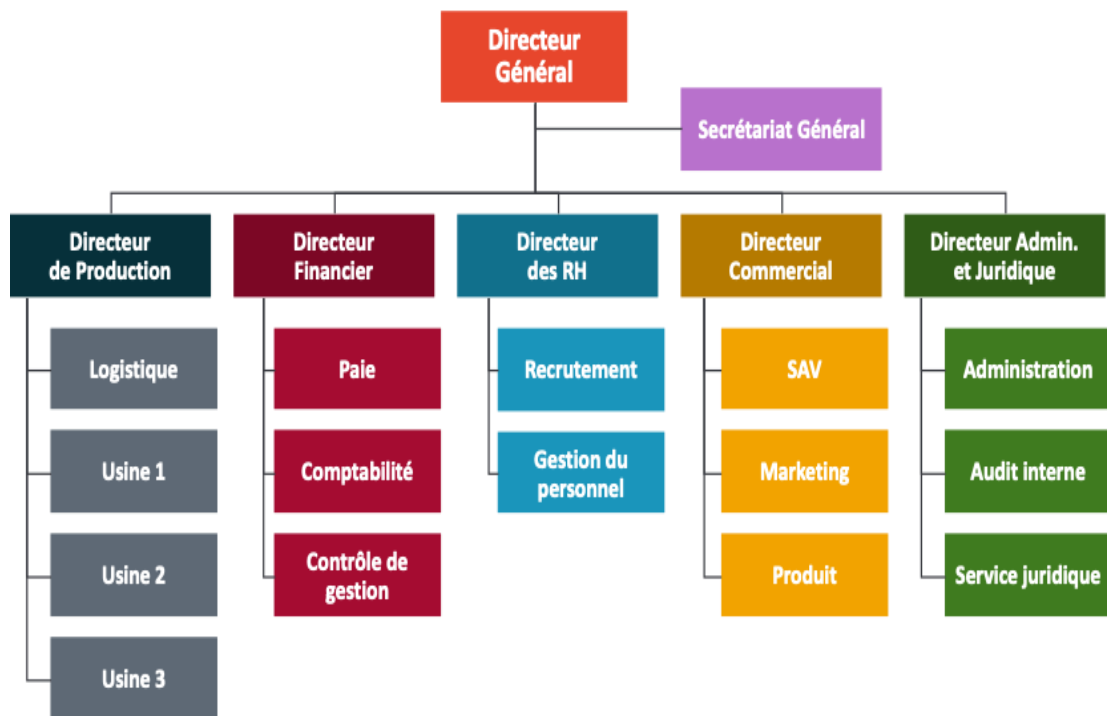 Directeur
Général
Secrétariat Général
Directeur
de Production
Directeur
Financier
Directeur
des RH
Directeur
Commercial
Directeur Admin.
et Juridique
Logistique
Paie
Recrutement
SAV
Administration
Usine 1
Comptabilité
Gestion du
personnel
Marketing
Audit interne
Usine 2
Contrôle de
gestion
Produit
Service juridique
Usine 3